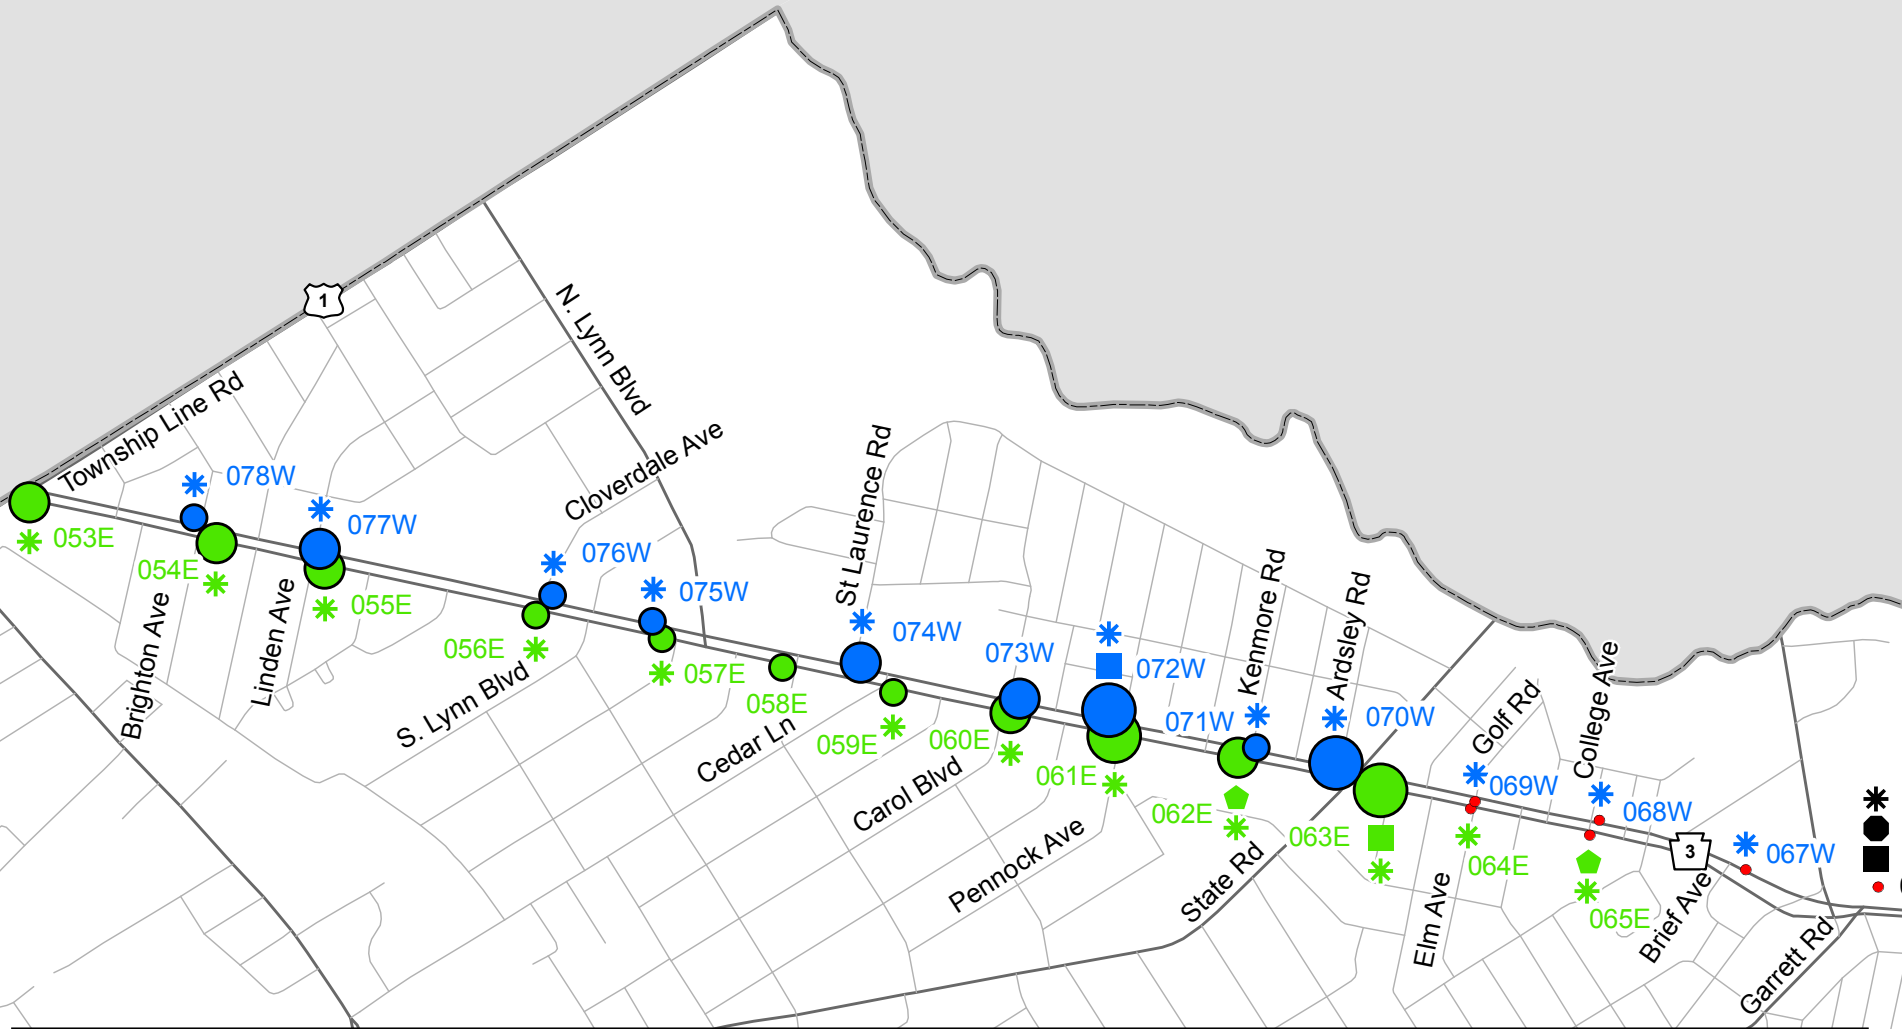 1
N. Lynn Blvd
Township Line Rd
Cloverdale Ave
St Laurence Rd
078W
077W
053E
054E
076W
075W
055E
Kenmore Rd
Ardsley Rd
Brighton Ave
Linden Ave
056E
057E
074W
073W
072W
College Ave
S. Lynn Blvd
058E
Cedar Ln
059E
060E
071W
070W
Golf Rd
061E
Carol Blvd
062E
063E
069W
068W
3
067W
064E
Pennock Ave
State Rd
Elm Ave
065E
Brief Ave
Garrett Rd